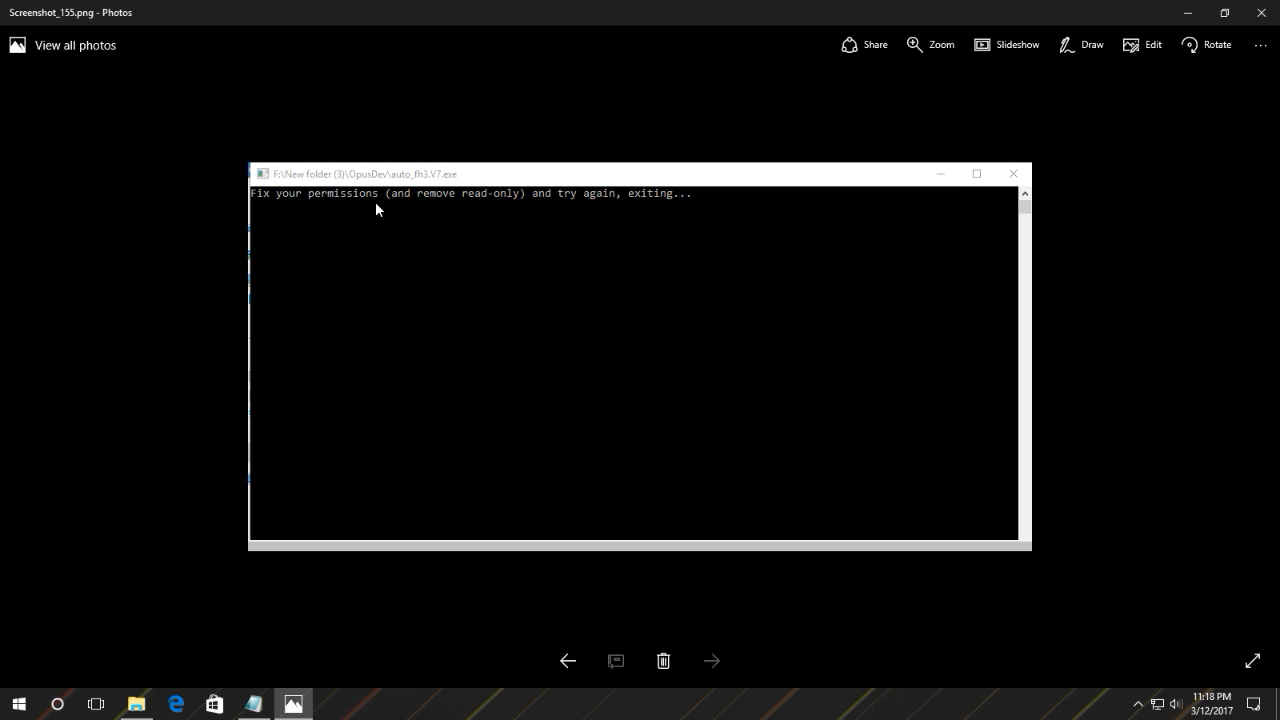 Screenshot_155.png - Photos
View all photos
Share
Zoom
Slideshow
Draw
Edit
Rotate
F:\New folder (3)\OpusDev\auto_fh3.V7.exe
Fix your permissions (and remove read-only) and try again, exiting...
11:18 PM
3/12/2017